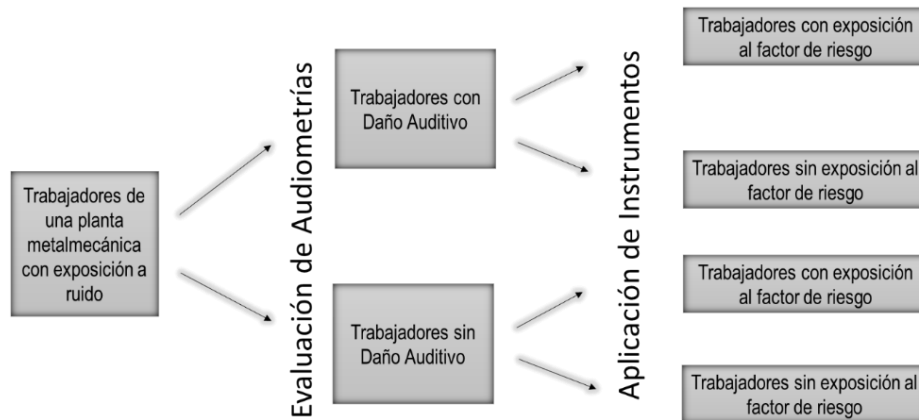 Trabajadores de
una planta
metalmecánica
con exposición a
ruido
Evaluación de Audiometrías
Trabajadores con
Daño Auditivo
Trabajadores sin
Daño Auditivo
Aplicación de Instrumentos
Trabajadores con exposición
al factor de riesgo
Trabajadores sin exposición al
factor de riesgo
Trabajadores con exposición
al factor de riesgo
Trabajadores sin exposición al
factor de riesgo